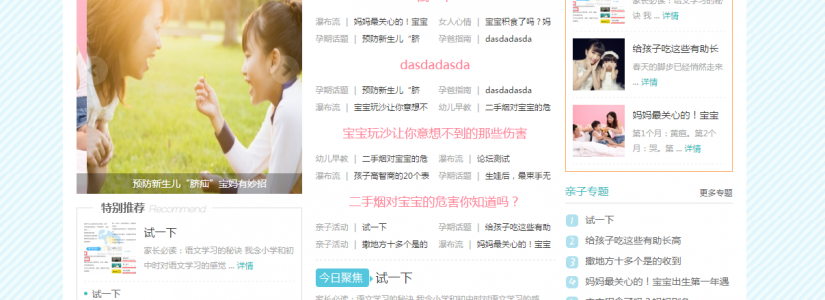 预防新生儿“脐疝”宝妈有妙招
特别推荐 Recommend
试一下
家长必读：语文学习的秘诀 我念小学和初
中时对语文学习的感觉 ... 详情
试一下
瀑布流 | 妈妈最关心的！宝宝 女人心情 | 宝宝积食了吗？妈
孕期话题 | 预防新生儿“脐 孕爸指南 | dasdadasda
dasdadasda
孕期话题 | 预防新生儿“脐 孕爸指南 | dasdadasda
瀑布流 | 宝宝玩沙让你意想不 幼儿早教 | 二手烟对宝宝的危
宝宝玩沙让你意想不到的那些伤害
幼儿早教 | 二手烟对宝宝的危 瀑布流 | 论坛测试
瀑布流 | 孩子高智商的20个表 孕期话题 | 生娃后，最束手无
二手烟对宝宝的危害你知道吗？
亲子活动 | 试一下 孕期话题 | 给孩子吃这些有助
亲子活动 | 撒地方十多个是的 瀑布流 | 妈妈最关心的！宝宝
今日聚焦 试一下
家长必读：语文学习的秘诀 我念小学和初中时对语文学习的感
家长必读：语文学习的
秘诀 我 ... 详情
给孩子吃这些有助长
春天的脚步已经悄然走来
... 详情
妈妈最关心的！宝宝
第1个月：黄疸。第2个
月：哭。第 ... 详情
亲子专题 更多专题
1 试一下
2 给孩子吃这些有助长高
3 撒地方十多个是的收到
妈妈最关心的！宝宝出生第一年遇